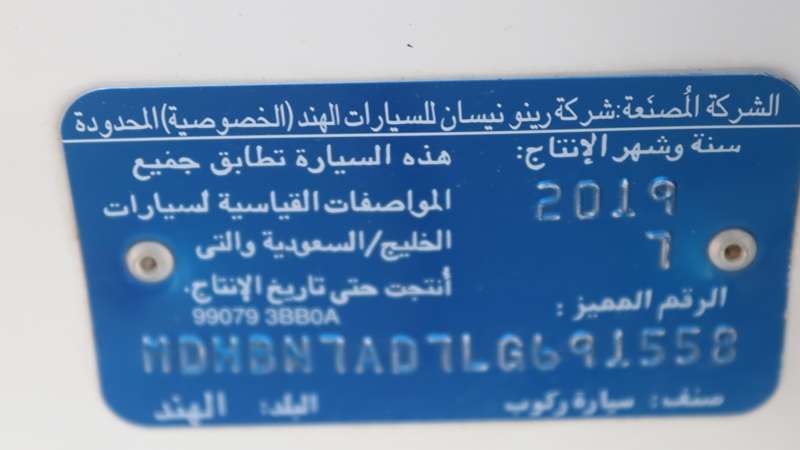 الشركة المُصنَعة:شركة رينو نيسان للسيارات الهند (الخصوصية) المحدودة
سنة وشهر الإنتاج:
2019
7
هذه السيارة تطابق جميع
المواصفات القياسية لسيارات
الخليج/السعودية والتى
أنتجت حتى تاريخ الإنتاج.
99079 3BB0A
الرقم المميز :
MDHBN7AD7LG691558
صنف: سيارة ركوب
البلد: الهند